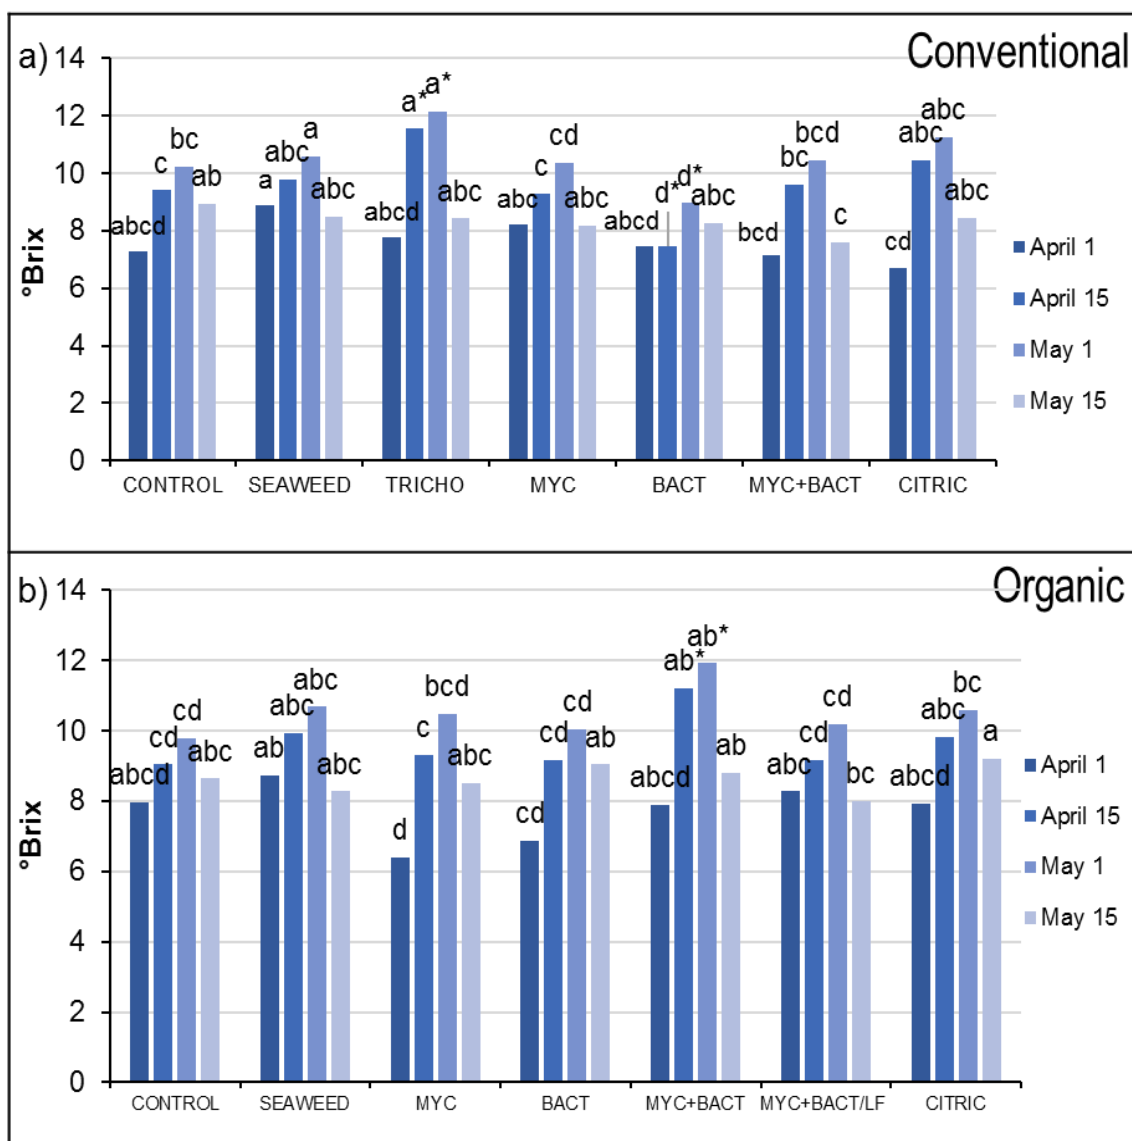 a)
Conventional
°Brix
14
12
10
8
6
4
2
0
abcd
c
bc
ab
a
abc
a
abc
abcd
a*
a*
abc
abc
c
cd
abc
abcd
d*
d*
abc
bcd
bc
bcd
c
cd
abc
abc
abc
CONTROL SEAWEED TRICHO MYC BACT MYC+BACT CITRIC
April 1
April 15
May 1
May 15
b)
Organic
°Brix
14
12
10
8
6
4
2
0
abcd
cd
cd
abc
ab
abc
abc
abc
d
c
bcd
abc
cd
cd
cd
ab
abcd
ab*
ab*
ab
abc
cd
cd
bc
abcd
abc
bc
a
CONTROL SEAWEED MYC BACT MYC+BACT MYC+BACT/LF CITRIC
April 1
April 15
May 1
May 15